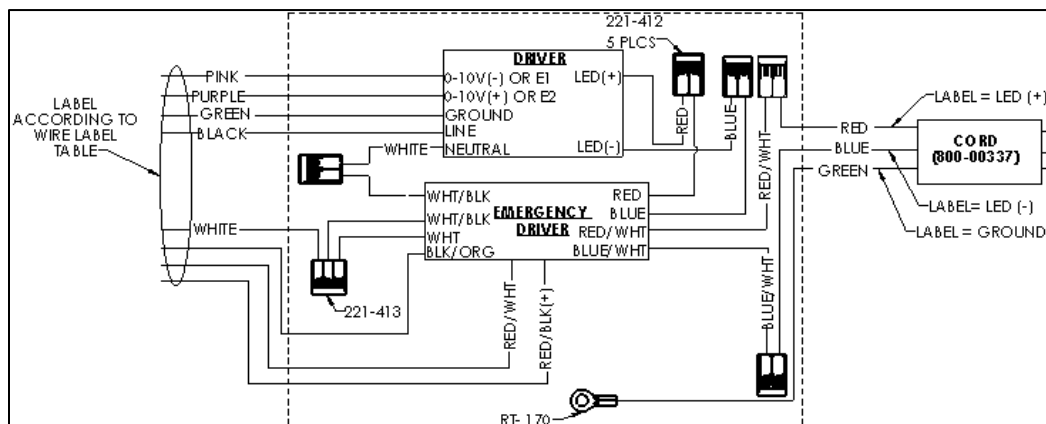 LABEL
ACCORDING TO
WIRE LABEL
TABLE
PINK
PURPLE
GREEN
BLACK
WHITE
DRIVER
0-10V(-) OR E1
0-10V(+) OR E2
GROUND
LINE
NEUTRAL
LED(+)
LED(-)
WHITE
221-412
5 PLCS
RED
BLUE
RED/WHT
WHT/BLK
WHT/BLK
WHT
BLK/ORG
EMERGENCY
DRIVER
RED
BLUE
RED/WHT
BLUE/WHT
221-413
RED/WHT
RED/BLK(+)
BLUE/WHT
RT-170
RED
BLUE
GREEN
LABEL = LED (+)
CORD
(800-00337)
LABEL= LED (-)
LABEL = GROUND